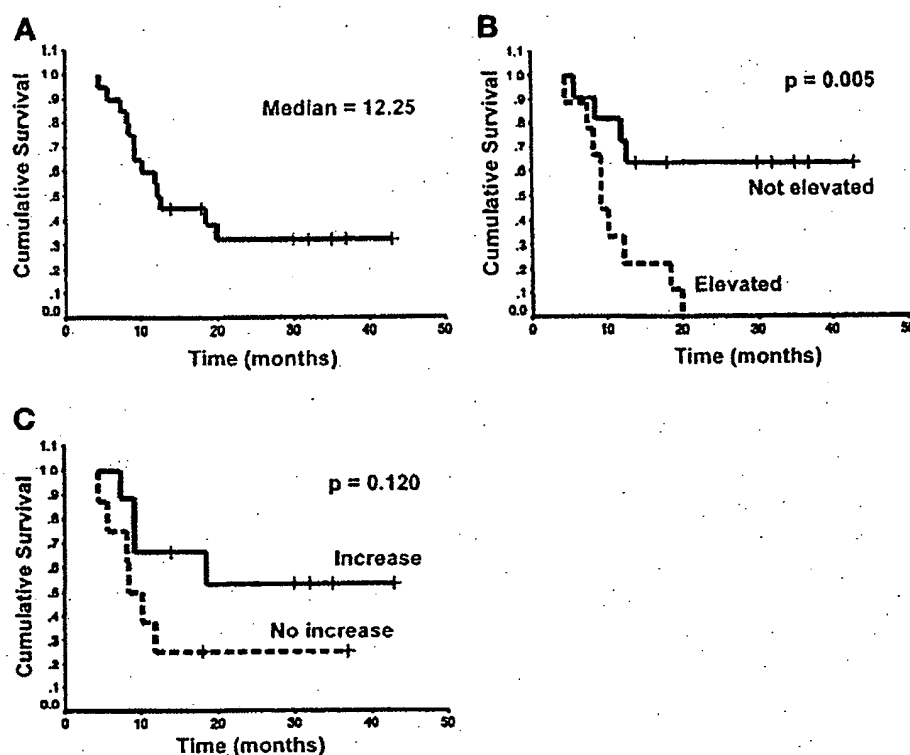 A
Cumulative Survival
1.1
1.0
.9
.8
.7
.6
.5
.4
.3
.2
.1
0.0
Median = 12.25
0 10 20 30 40 50
Time (months)
B
Cumulative Survival
1.1
1.0
.9
.8
.7
.6
.5
.4
.3
.2
.1
0.0
p = 0.005
Not elevated
Elevated
0 10 20 30 40 50
Time (months)
C
Cumulative Survival
1.1
1.0
.9
.8
.7
.6
.5
.4
.3
.2
.1
0.0
p = 0.120
Increase
No increase
0 10 20 30 40 50
Time (months)